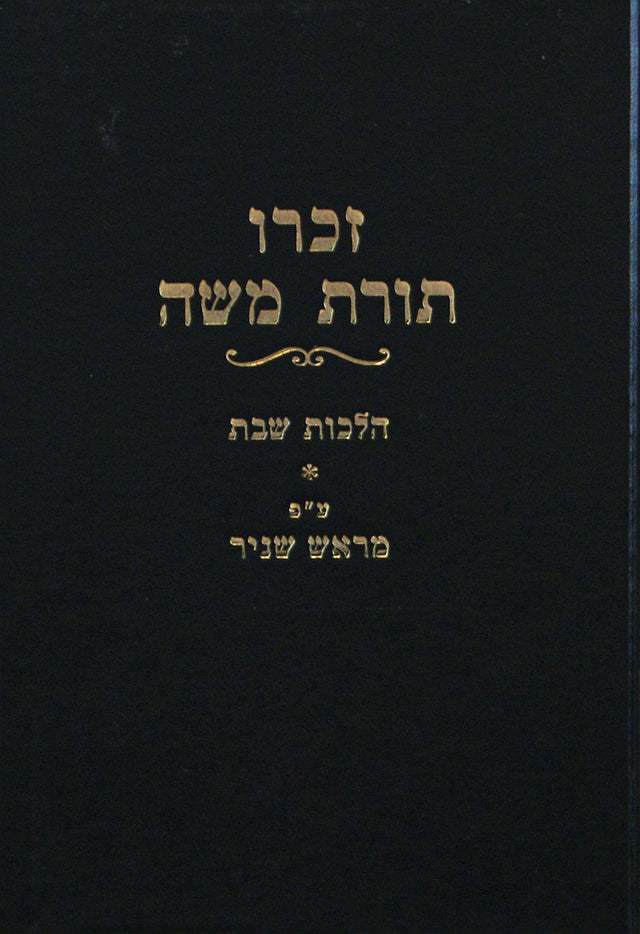 זכרו
תורת משה
הלכות שבת
*
ע"פ
מראש שניר